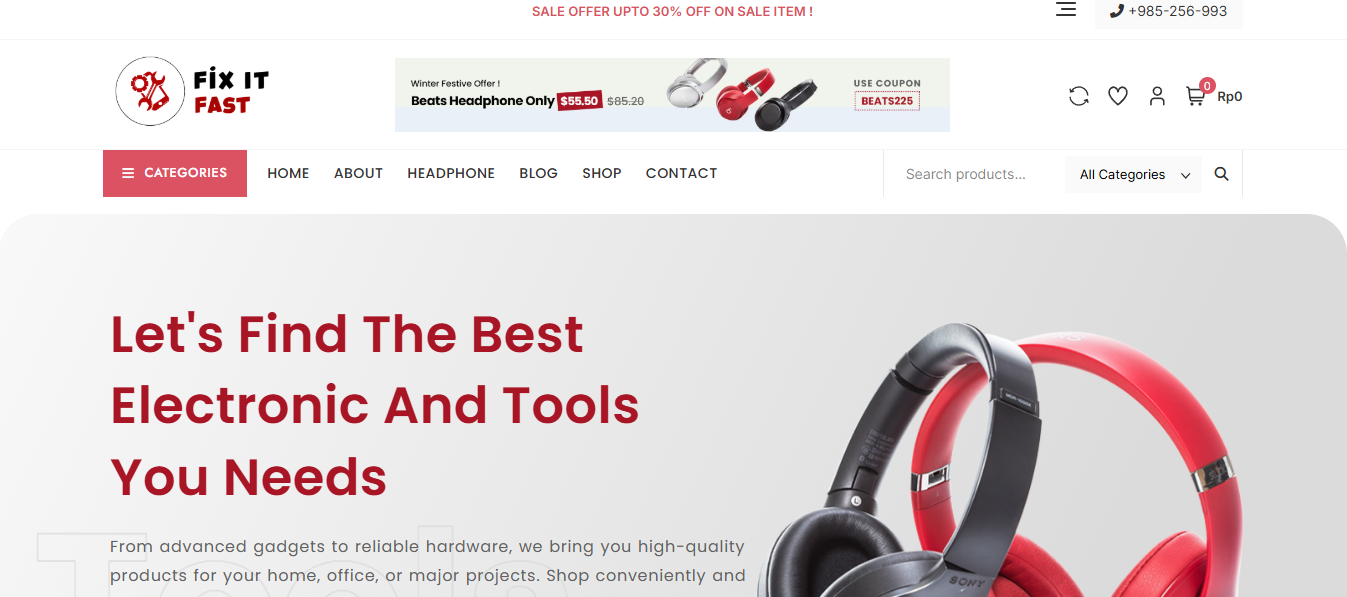 SALE OFFER UPTO 30% OFF ON SALE ITEM !
+985-256-993
FiX IT
FAST
Winter Festive Offer !
Beats Headphone Only $55.50 $85.20
USE COUPON
BEATS225
0
Rp0
CATEGORIES
HOME ABOUT HEADPHONE BLOG SHOP CONTACT
Search products...
All Categories
Let's Find The Best
Electronic And Tools
You Needs
Tools
From advanced gadgets to reliable hardware, we bring you high-quality
products for your home, office, or major projects. Shop conveniently and
SONY
L